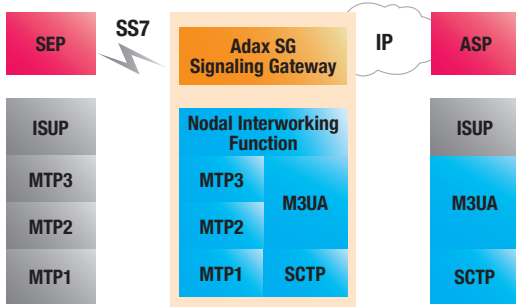 SEP
SS7
Adax SG
Signaling Gateway
IP
ASP
ISUP
MTP3
MTP2
MTP1
Nodal Interworking
Function
MTP3
MTP2
MTP1
M3UA
SCTP
ISUP
M3UA
SCTP